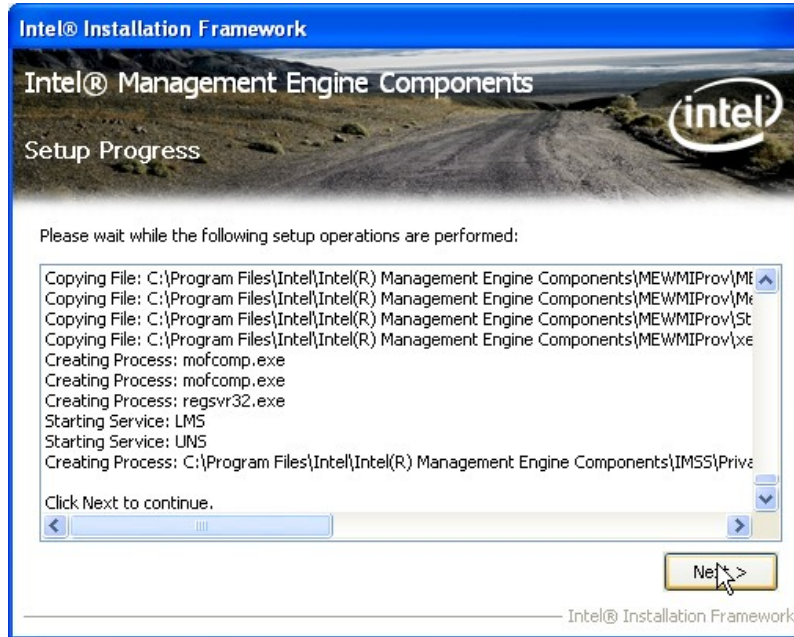 Intel® Installation Framework
Intel® Management Engine Components
intel
Setup Progress
Please wait while the following setup operations are performed:
Copying File: C:\Program Files\Intel\Intel(R) Management Engine Components\MEWMIProv\ME
Copying File: C:\Program Files\Intel\Intel(R) Management Engine Components\MEWMIProv\Me
Copying File: C:\Program Files\Intel\Intel(R) Management Engine Components\MEWMIProv\St
Copying File: C:\Program Files\Intel\Intel(R) Management Engine Components\MEWMIProv\xe
Creating Process: mofcomp.exe
Creating Process: mofcomp.exe
Creating Process: regsvr32.exe
Starting Service: LMS
Starting Service: UNS
Creating Process: C:\Program Files\Intel\Intel(R) Management Engine Components\IMSS\Priva
Click Next to continue.
Next >
Intel® Installation Framework